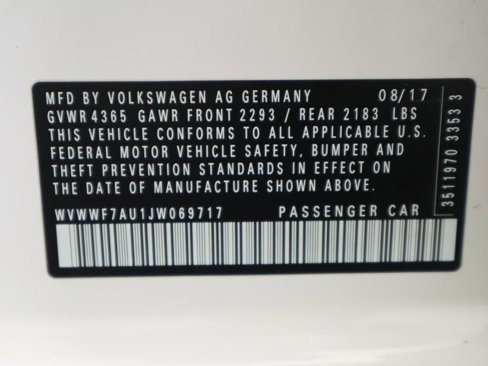 MFD BY VOLKSWAGEN AG GERMANY 08/17
GVWR 4365 GAWR FRONT 2293 / REAR 2183 LBS
THIS VEHICLE CONFORMS TO ALL APPLICABLE U.S.
FEDERAL MOTOR VEHICLE SAFETY, BUMPER AND
THEFT PREVENTION STANDARDS IN EFFECT ON
THE DATE OF MANUFACTURE SHOWN ABOVE.
WVWWF7AU1JW069717 PASSENGER CAR
3511970 3353 3